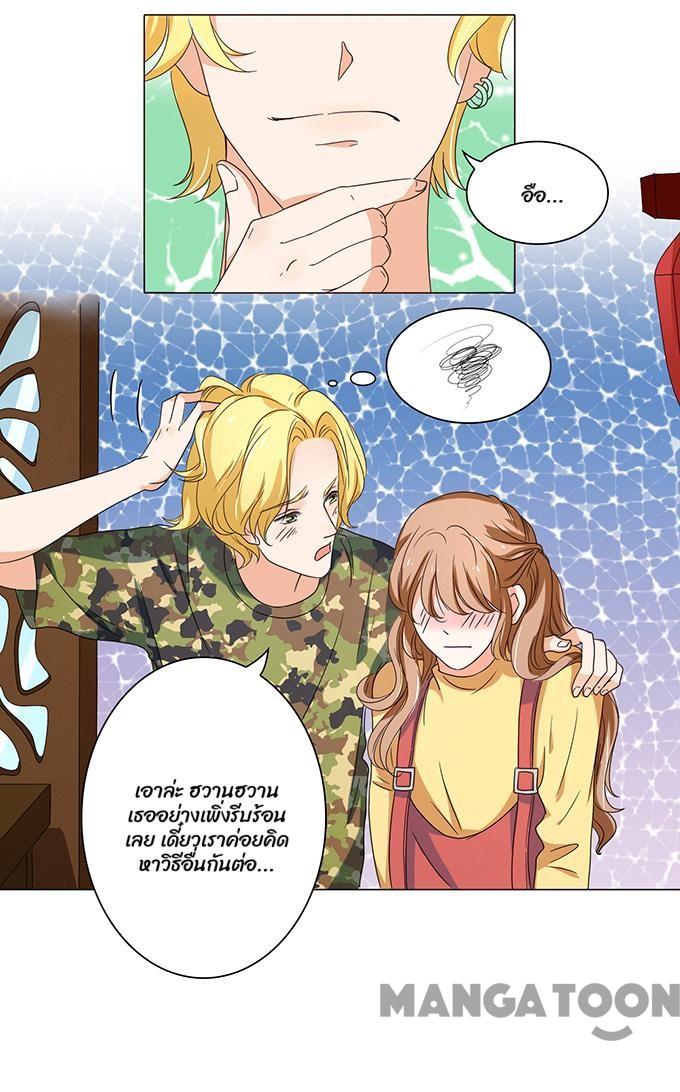 อือ...
เอาล่ะ ฮวานฮวาน
เธออย่างเพิ่งรีบร้อน
เลย เดี๋ยวเราค่อยคิด
หาวิธีอื่นกันต่อ...
MANGATOON